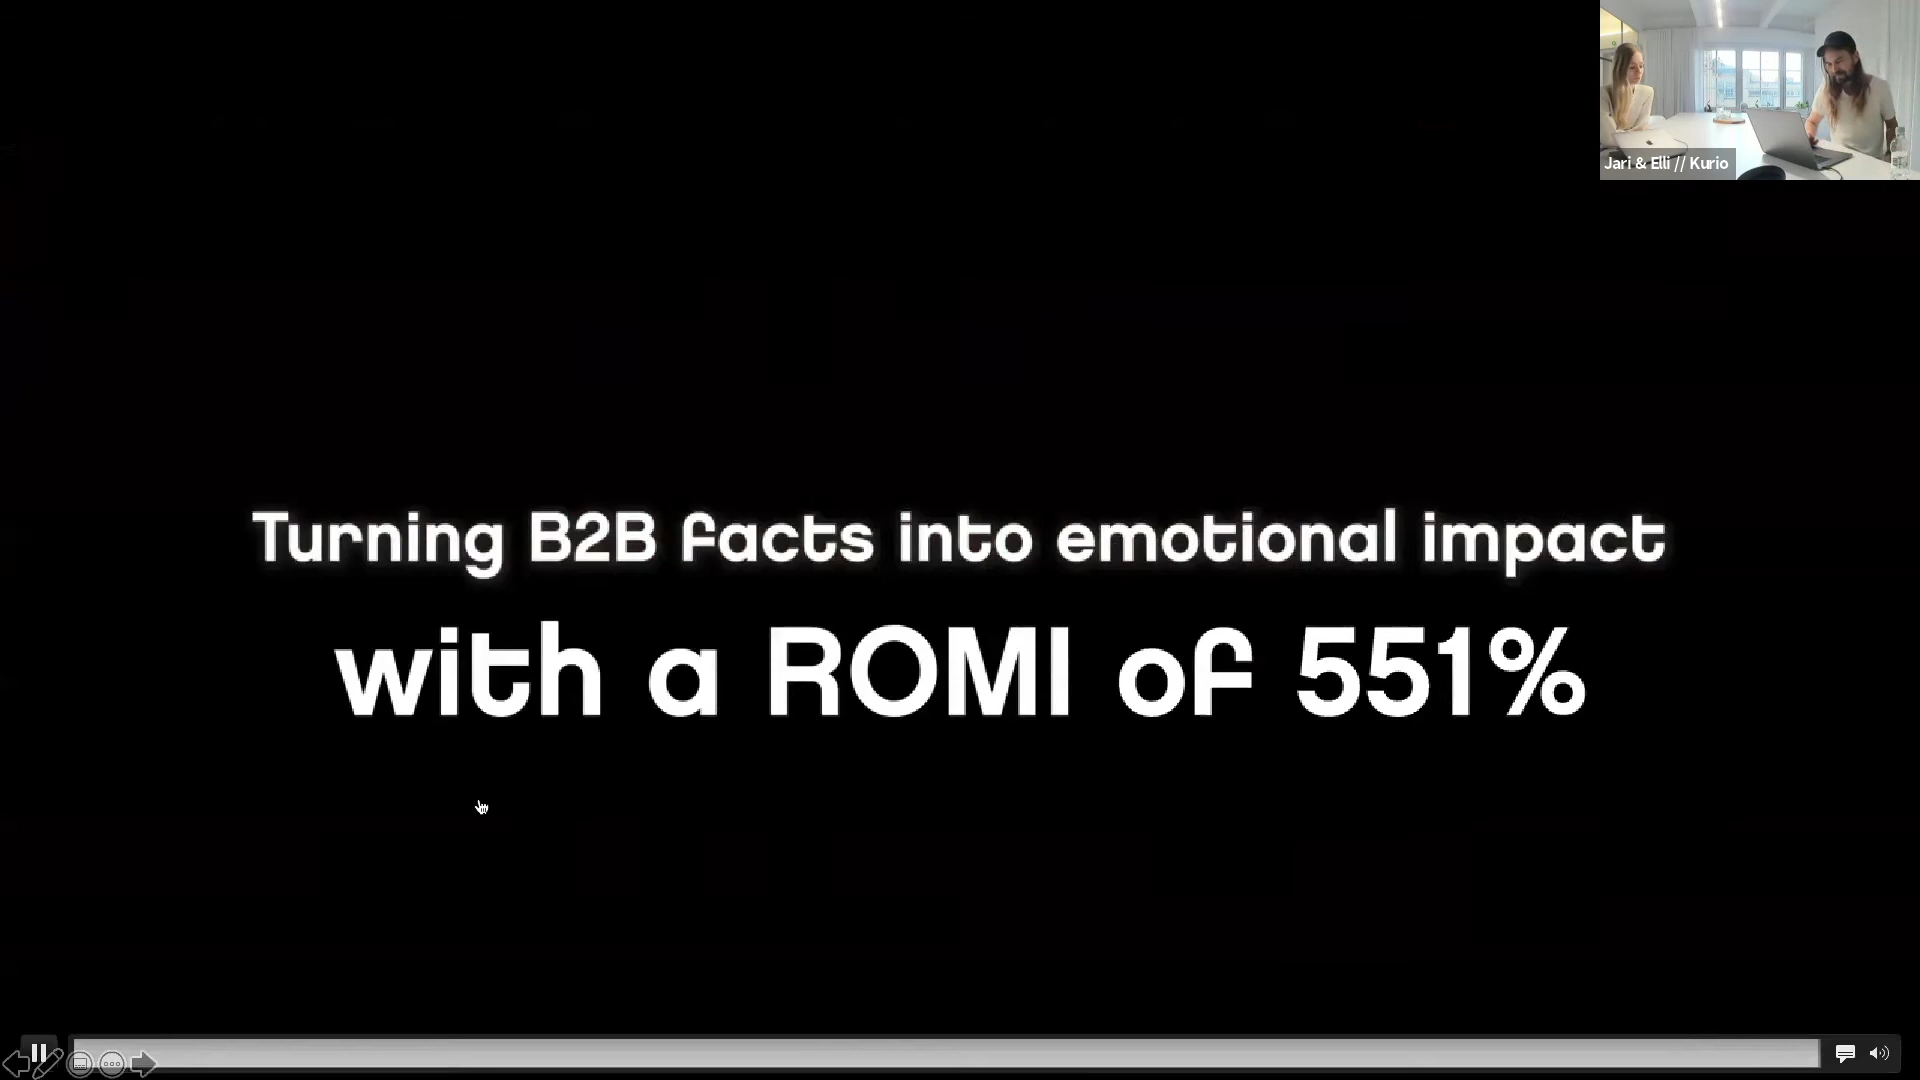 Jari & Elli // Kurio
Turning B2B facts into emotional impact
with a ROMI of 551%